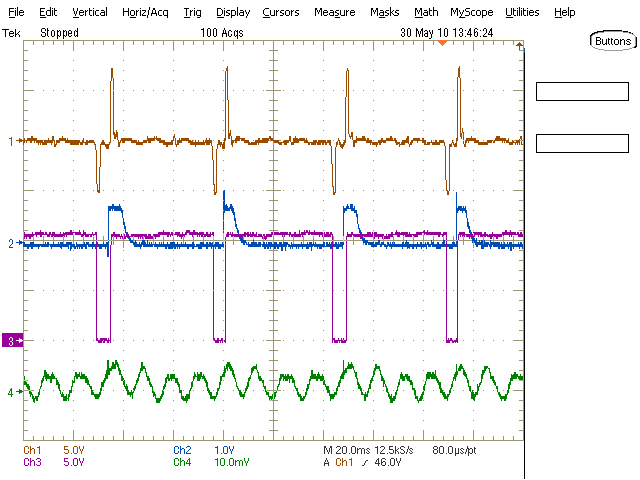 File Edit Vertical Horiz/Acq Trig Display Cursors Measure Masks Math MyScope Utilities Help
Tek Stopped 100 Acqs 30 May 10 13:46:24
Buttons
1
2
3
4
Ch1 5.0V Ch2 1.0V M 20.0ms 12.5kS/s 80.0µs/pt
Ch3 5.0V Ch4 10.0mV A Ch1 ∕ 46.0V